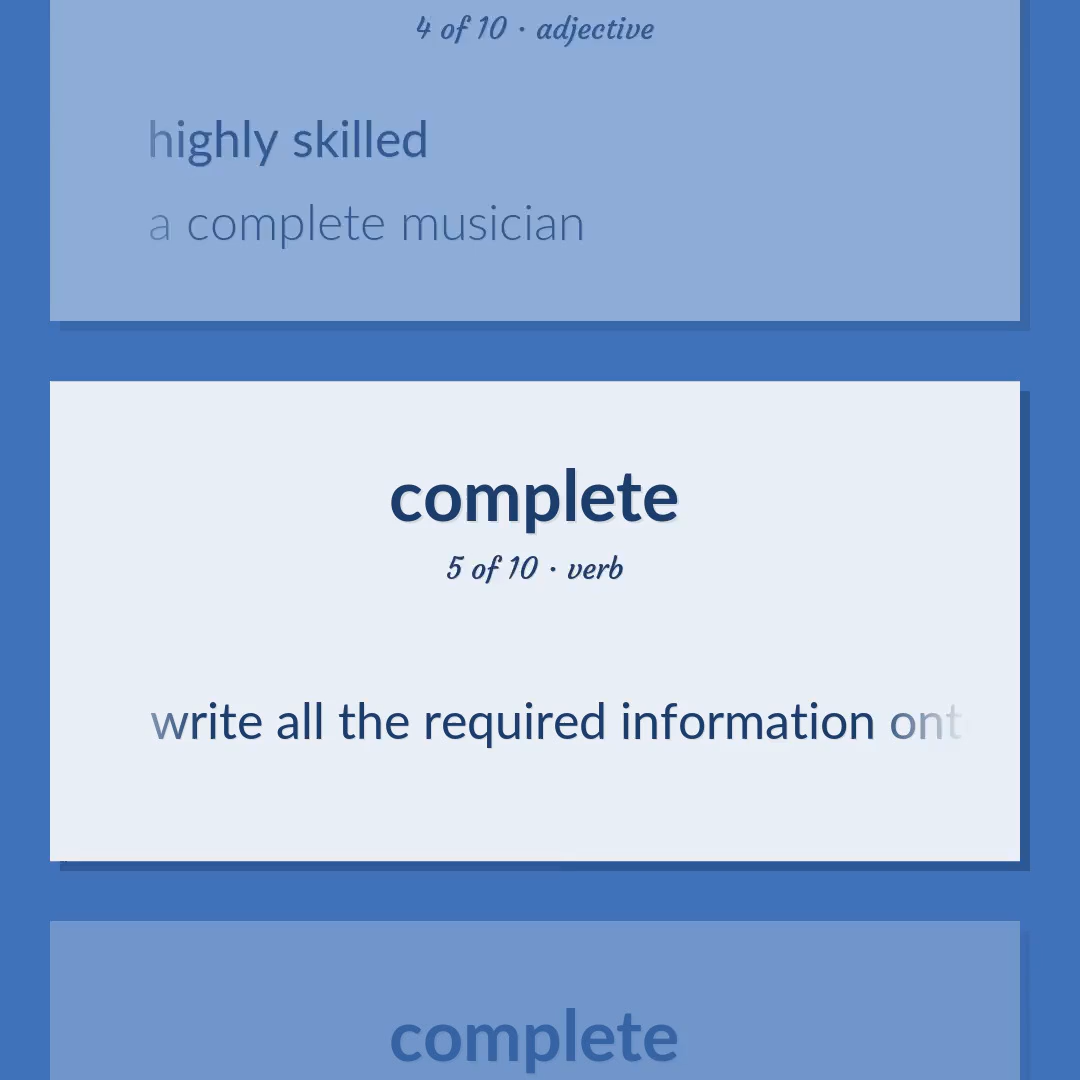 4 of 10 · adjective
highly skilled
a complete musician
complete
5 of 10 · verb
write all the required information
complete